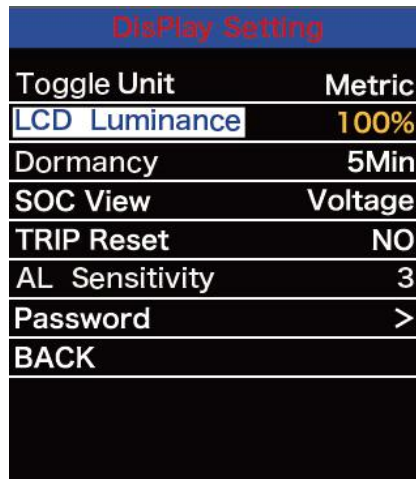 DisPlay Setting
Toggle Unit Metric
LCD Luminance 100%
Dormancy 5Min
SOC View Voltage
TRIP Reset NO
AL Sensitivity 3
Password >
BACK